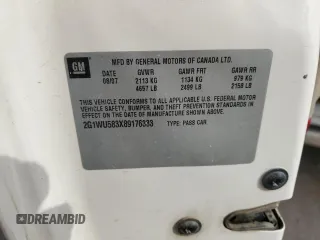 GM
MFD BY GENERAL MOTORS OF CANADA LTD.
DATE GVWR GAWR FRT GAWR RR
08/07 2113 KG 1134 KG 979 KG
4657 LB 2499 LB 2158 LB
THIS VEHICLE CONFORMS TO ALL APPLICABLE U.S. FEDERAL MOTOR
VEHICLE SAFETY, BUMPER, AND THEFT PREVENTION STANDARDS
IN EFFECT ON THE DATE OF MANUFACTURE SHOWN ABOVE.
2G1WU583X89176333 TYPE: PASS CAR
DREAMBID